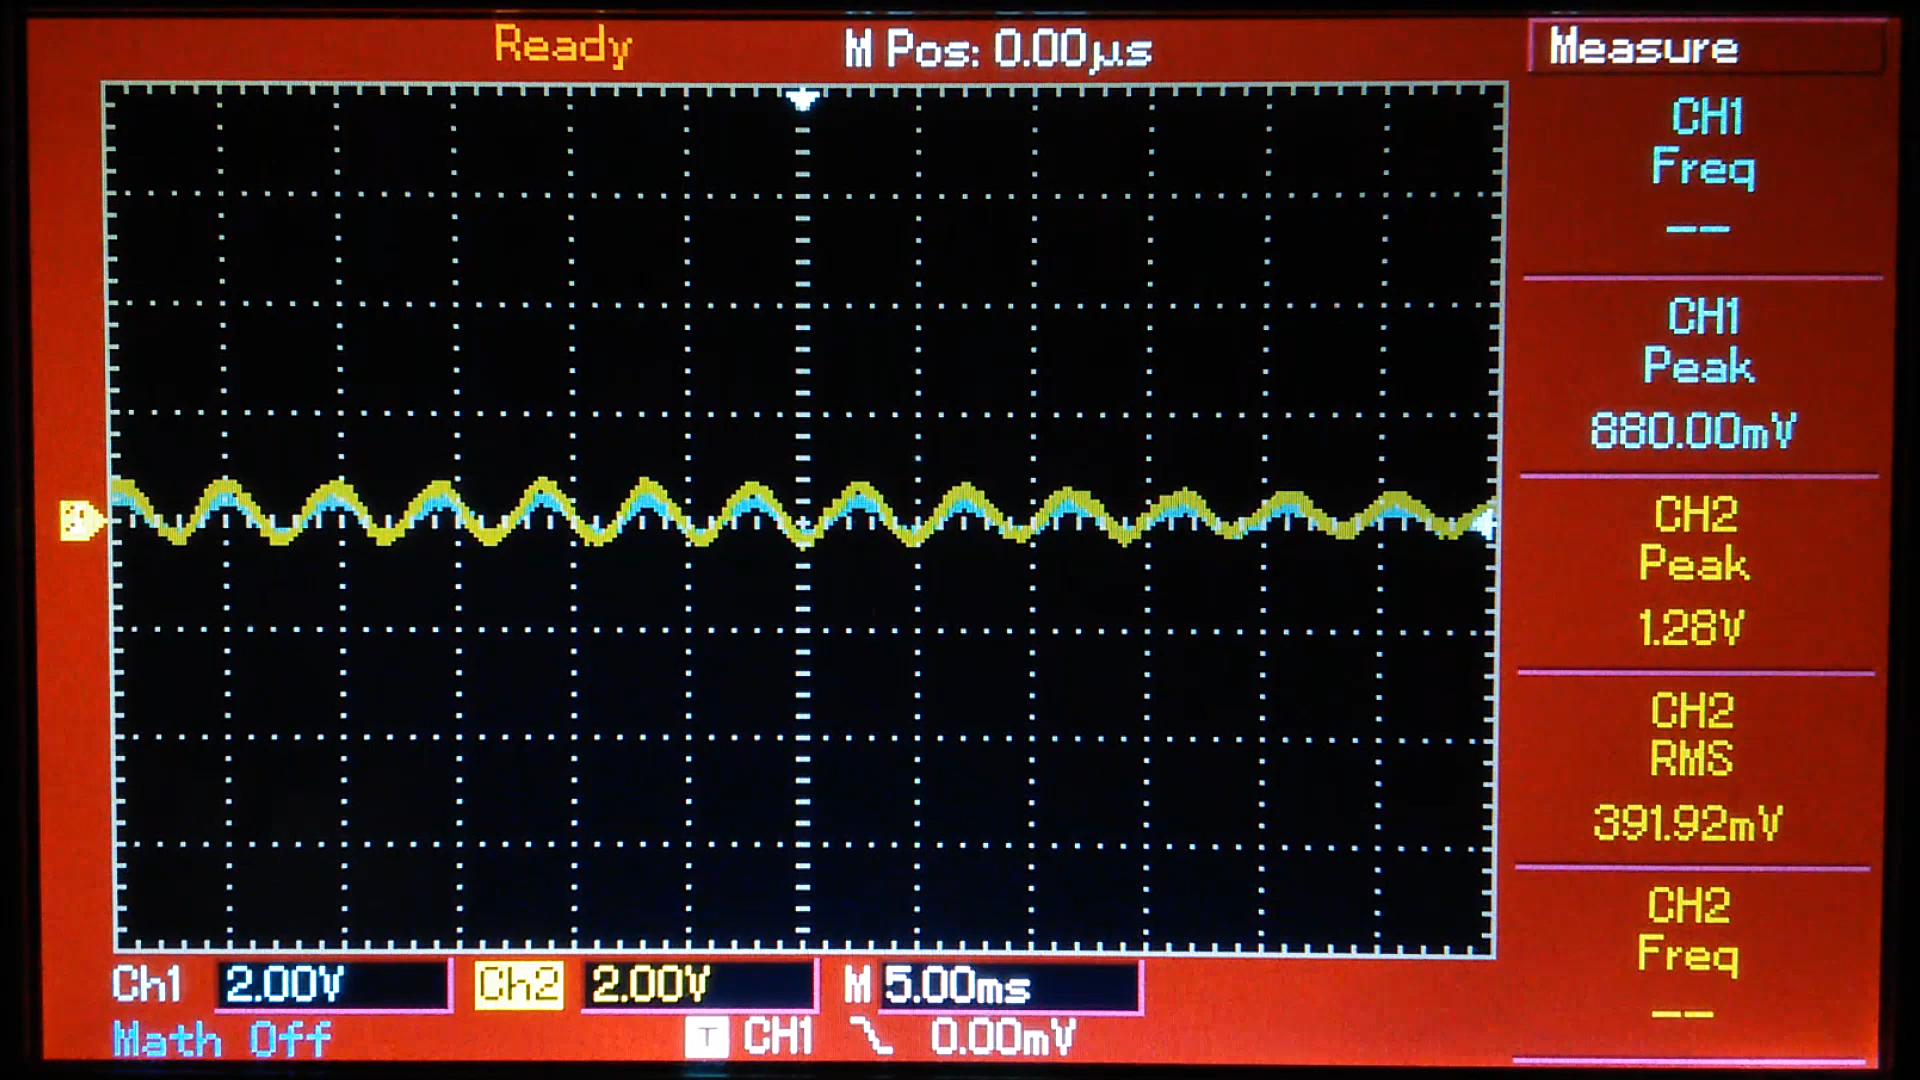 Ready M Pos: 0.00µs
Measure
CH1
Freq
--
CH1
Peak
880.00mV
CH2
Peak
1.28V
CH2
RMS
391.92mV
CH2
Freq
--
Ch1 2.00V Ch2 2.00V M 5.00ms
Math Off T CH1 0.00mV